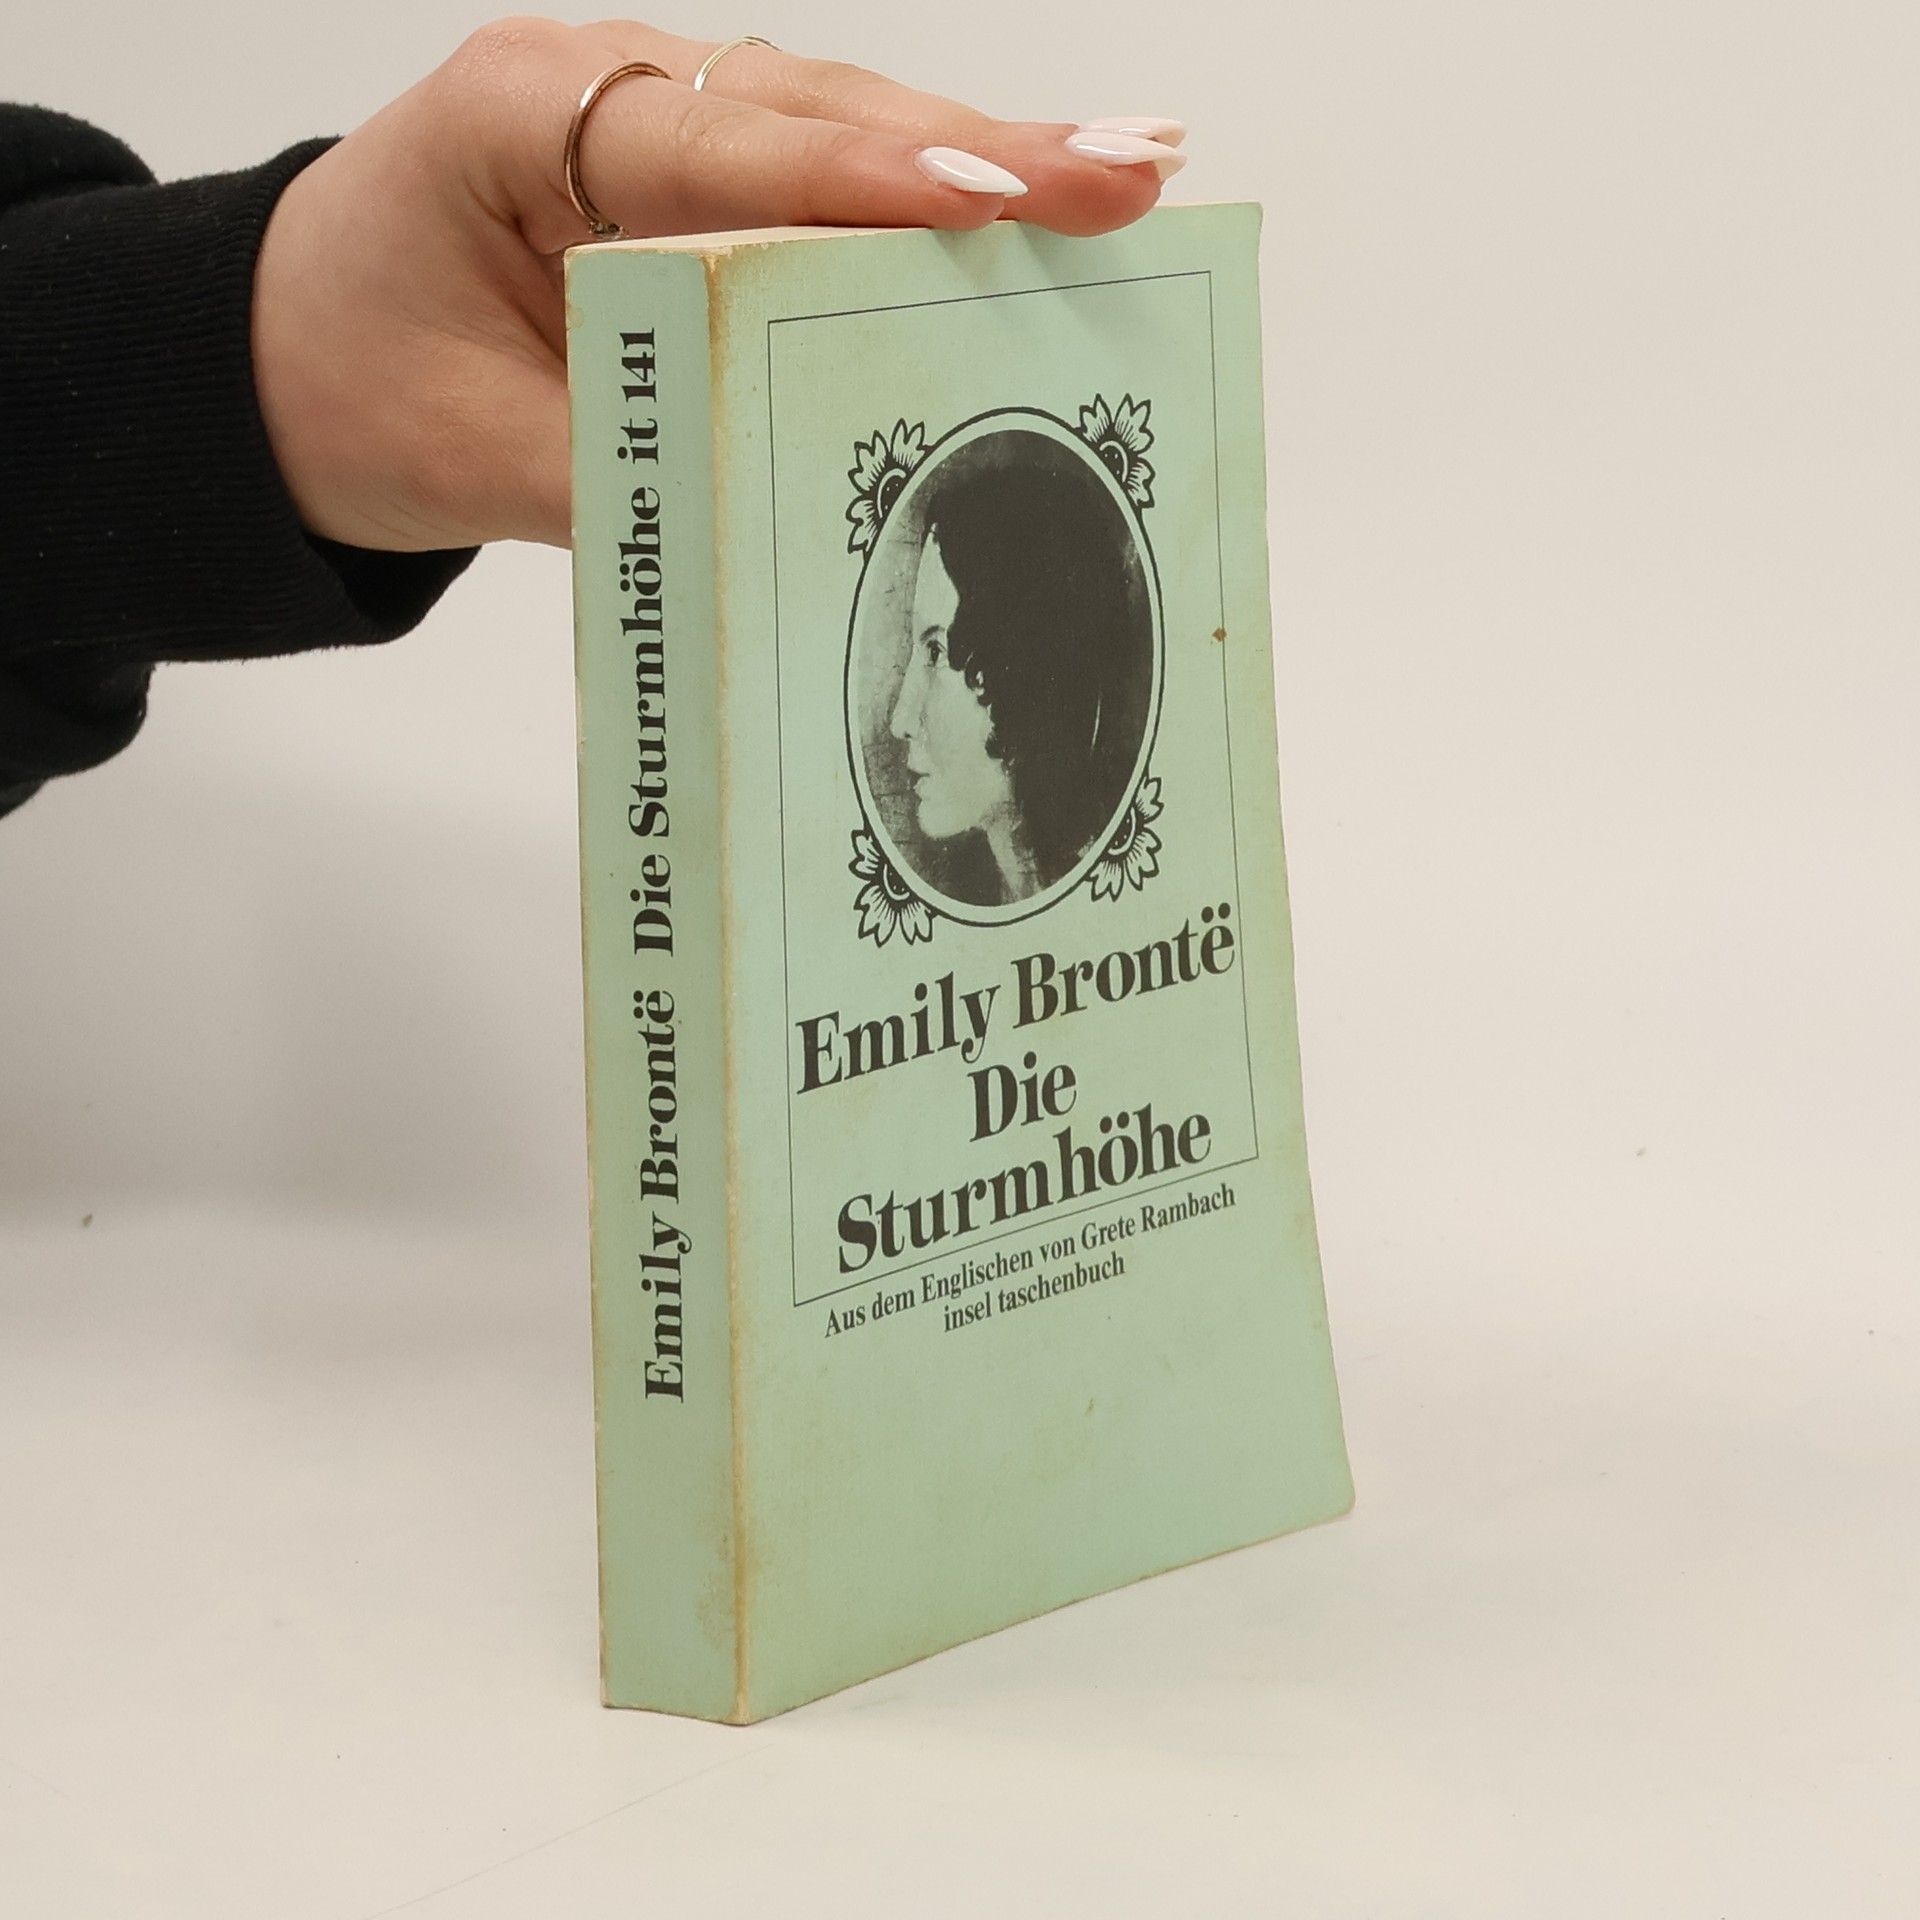 Emily Brontë Die Sturmhöhe it 141
Emily Brontë
Die
Sturmhöhe
Aus dem Englischen von Grete Rambach
insel taschenbuch